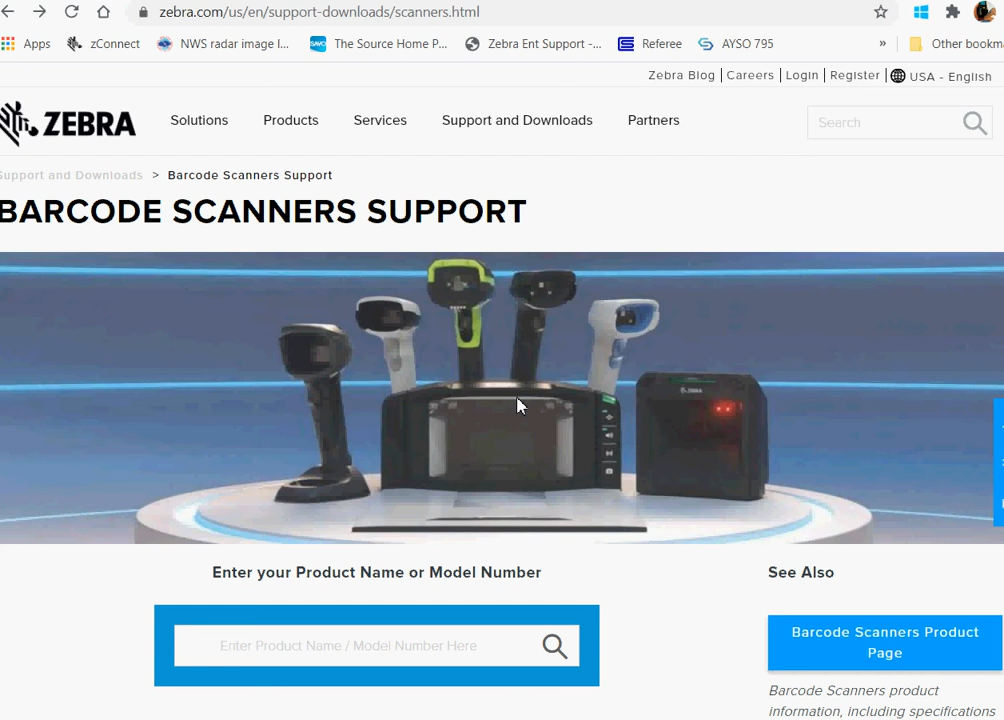 zebra.com/us/en/support-downloads/scanners.html
Apps zConnect NWS radar image l... SAVO The Source Home P... Zebra Ent Support -... Referee AYSO 795 » Other bookm
Zebra Blog | Careers | Login | Register | USA - English
ZEBRA Solutions Products Services Support and Downloads Partners Search
Support and Downloads > Barcode Scanners Support
BARCODE SCANNERS SUPPORT
ZEBRA
Enter your Product Name or Model Number
Enter Product Name / Model Number Here
See Also
Barcode Scanners Product
Page
Barcode Scanners product
information, including specifications